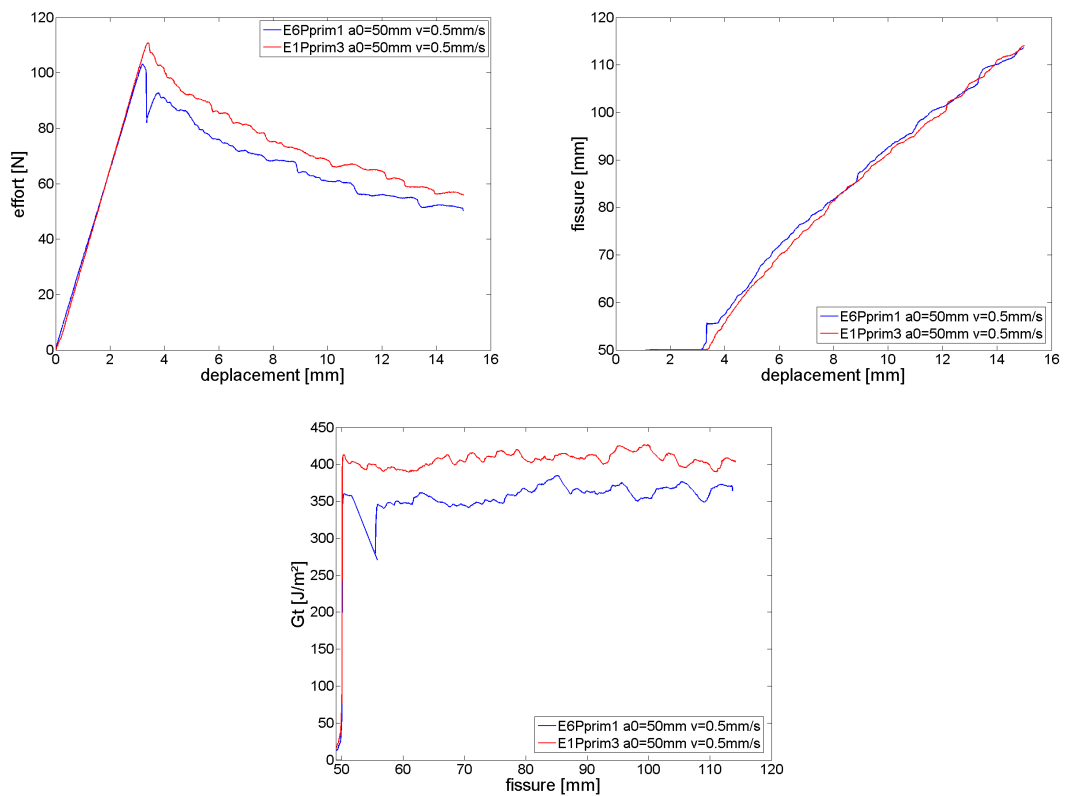 120
100
80
60
40
20
0
effort [N]
0 2 4 6 8 10 12 14 16
deplacement [mm]
E6Pprim1 a0=50mm v=0.5mm/s
E1Pprim3 a0=50mm v=0.5mm/s
120
110
100
90
80
70
60
50
fissure [mm]
0 2 4 6 8 10 12 14 16
deplacement [mm]
E6Pprim1 a0=50mm v=0.5mm/s
E1Pprim3 a0=50mm v=0.5mm/s
450
400
350
300
250
200
150
100
50
0
Gt [J/m²]
50 60 70 80 90 100 110 120
fissure [mm]
E6Pprim1 a0=50mm v=0.5mm/s
E1Pprim3 a0=50mm v=0.5mm/s